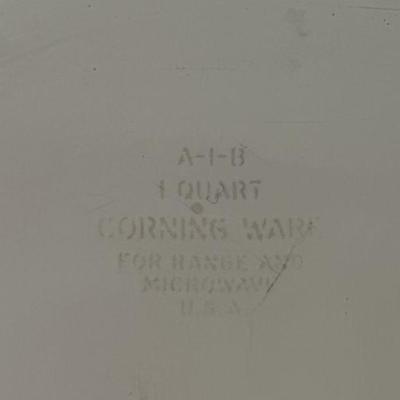 A-1-B
1 QUART
CORNING WARE
FOR RANGE AND
MICROWAVE
U.S.A.